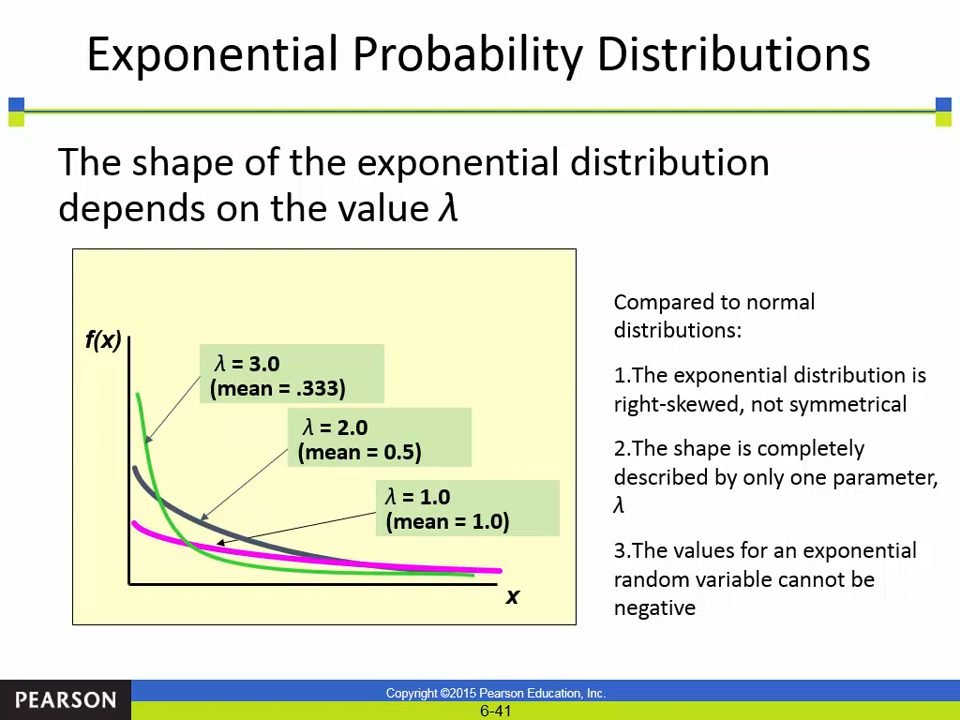 Exponential Probability Distributions
The shape of the exponential distribution
depends on the value λ
f(x)
λ = 3.0
(mean = .333)
λ = 2.0
(mean = 0.5)
λ = 1.0
(mean = 1.0)
x
Compared to normal
distributions:
1.The exponential distribution is
right-skewed, not symmetrical
2.The shape is completely
described by only one parameter,
λ
3.The values for an exponential
random variable cannot be
negative
PEARSON
Copyright ©2015 Pearson Education, Inc.
6-41